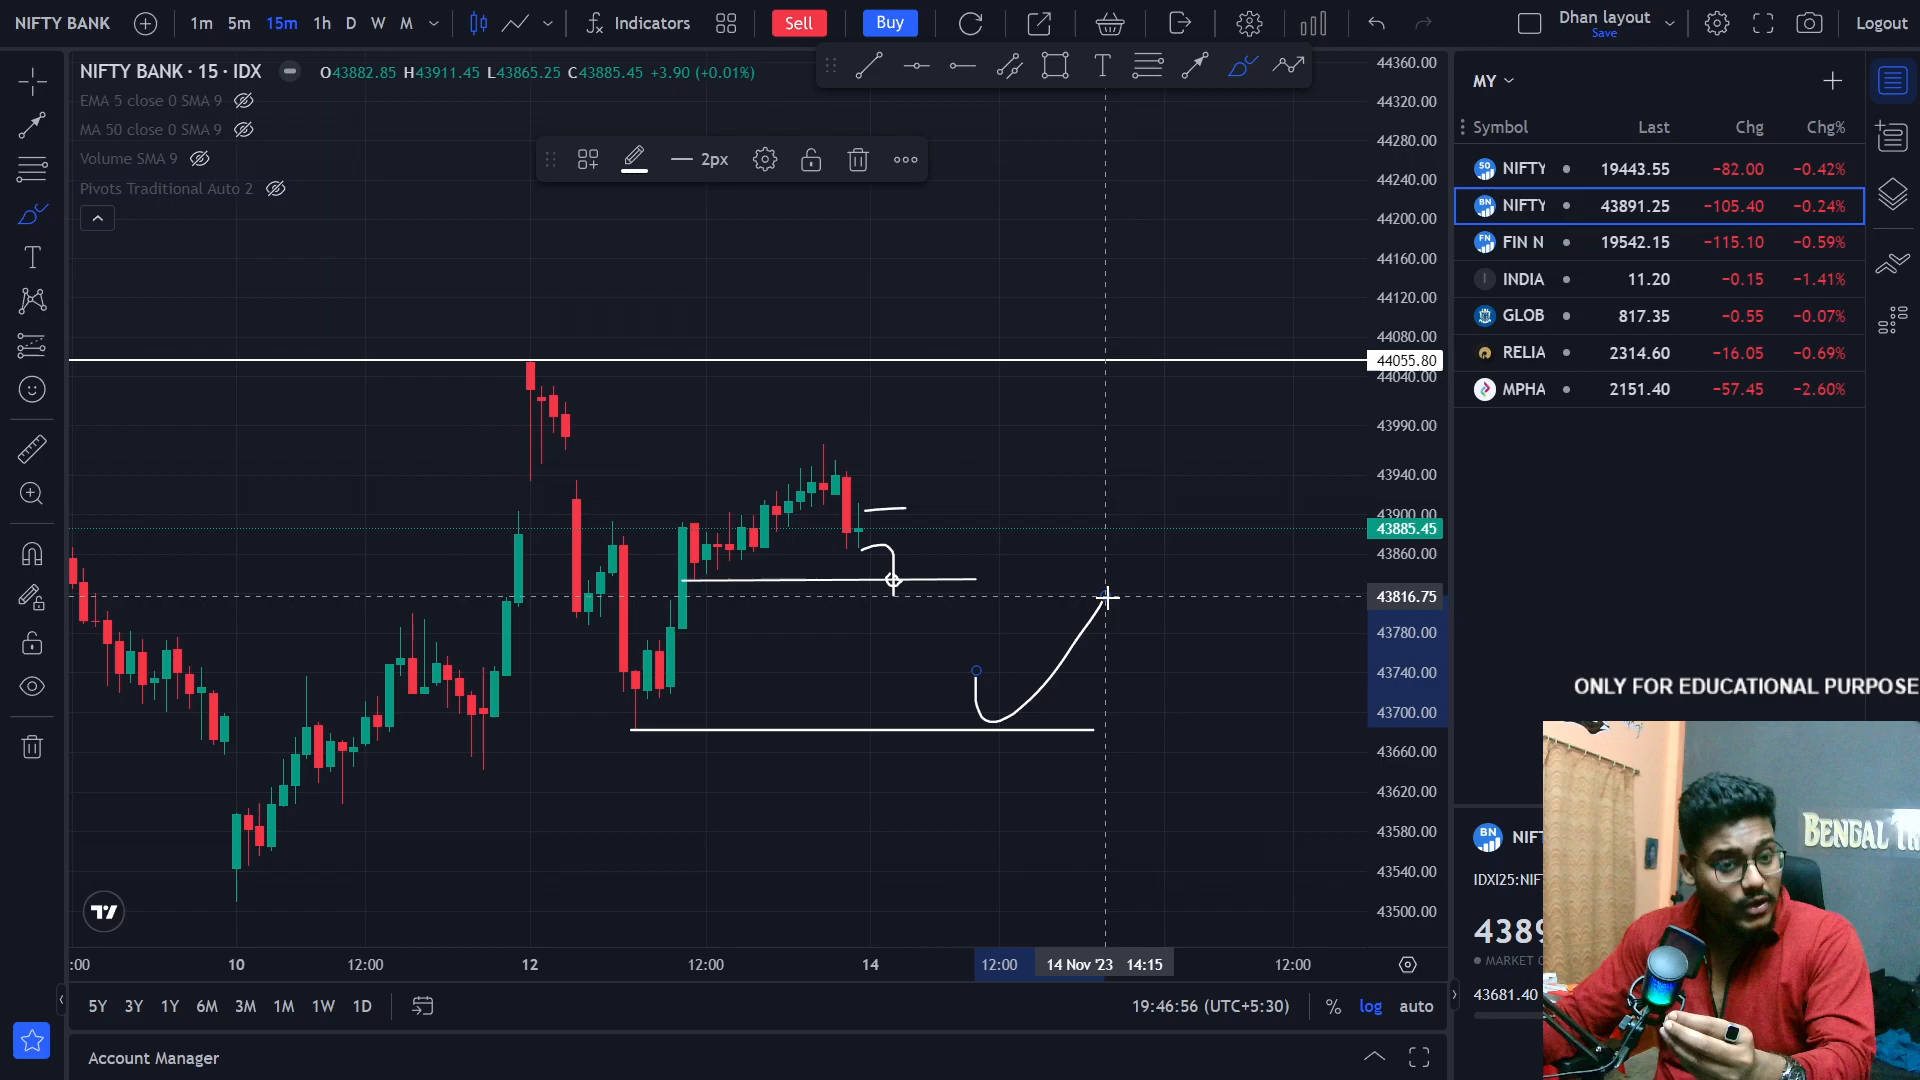 NIFTY BANK 1m 5m 15m 1h D W M Indicators Sell Buy Dhan layout Save Logout
NIFTY BANK · 15 · IDX O43882.85 H43911.45 L43865.25 C43885.45 +3.90 (+0.01%)
EMA 5 close 0 SMA 9
MA 50 close 0 SMA 9
Volume SMA 9
Pivots Traditional Auto 2
2px
44360.00
44320.00
44280.00
44240.00
44200.00
44160.00
44120.00
44080.00
44055.80
44040.00
43990.00
43940.00
43900.00
43885.45
43860.00
43816.75
43780.00
43740.00
43700.00
43660.00
43620.00
43580.00
43540.00
43500.00
:00 10 12:00 12 12:00 14 12:00 14 Nov '23 14:15 12:00
5Y 3Y 1Y 6M 3M 1M 1W 1D 19:46:56 (UTC+5:30) % log auto
Account Manager
MY
Symbol Last Chg Chg%
50 NIFTY 19443.55 −82.00 −0.42%
BN NIFTY 43891.25 −105.40 −0.24%
FN FIN N 19542.15 −115.10 −0.59%
I INDIA 11.20 −0.15 −1.41%
GLOB 817.35 −0.55 −0.07%
RELIA 2314.60 −16.05 −0.69%
MPHA 2151.40 −57.45 −2.60%
ONLY FOR EDUCATIONAL PURPOSE
BN NIF
IDXI25:NIF
4389
MARKET
43681.40
BENGAL